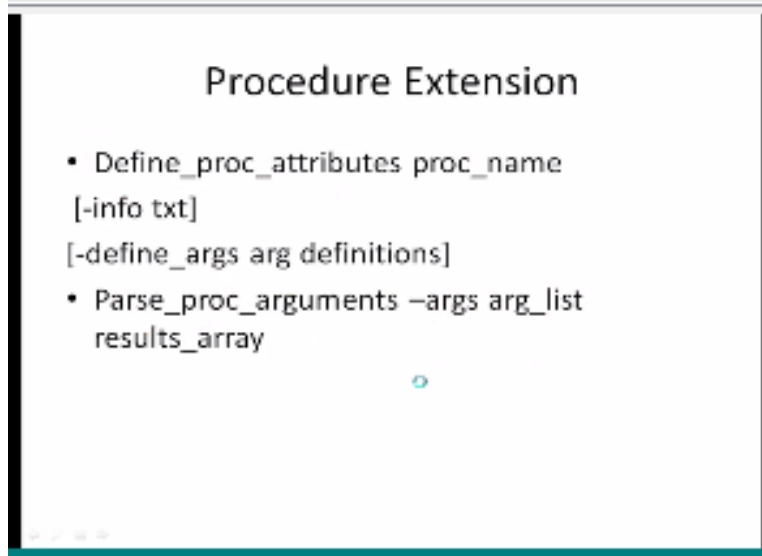 Procedure Extension
• Define_proc_attributes proc_name
[-info txt]
[-define_args arg definitions]
• Parse_proc_arguments –args arg_list
results_array